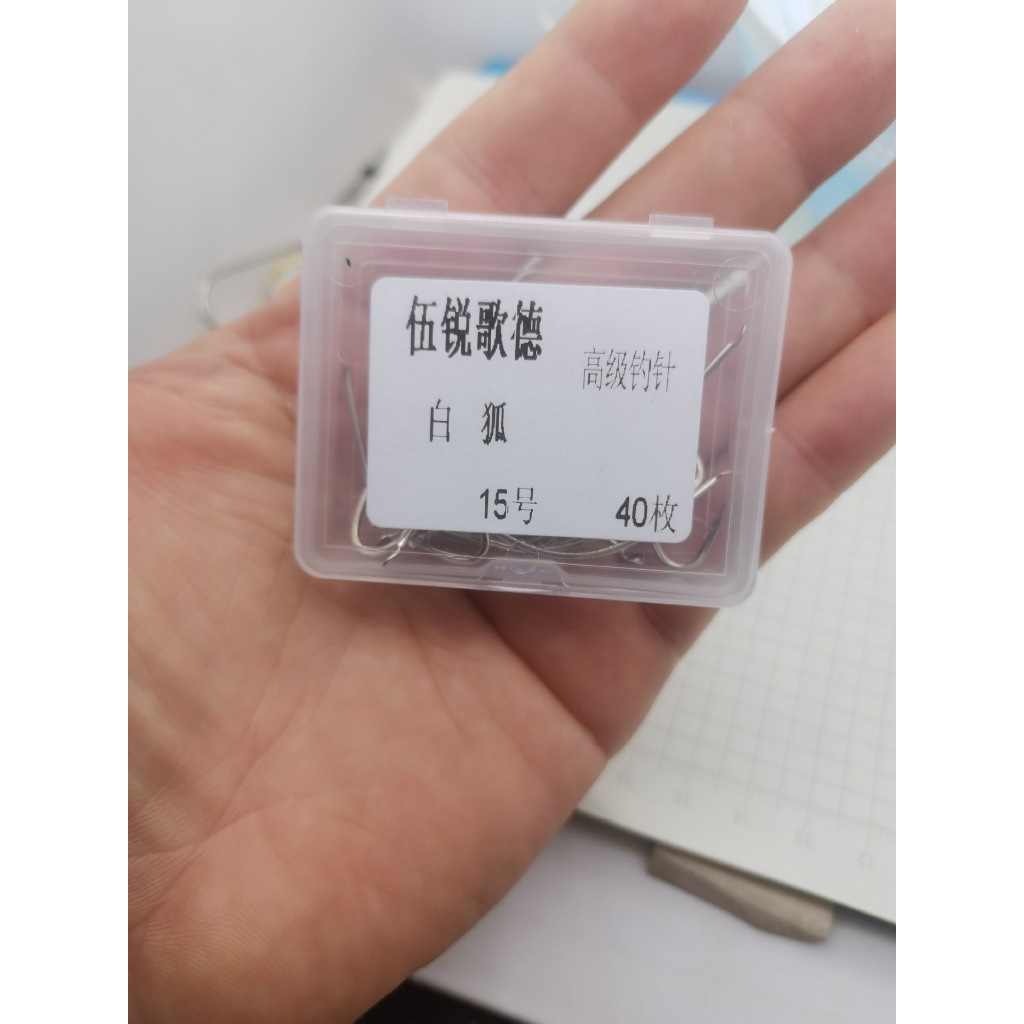 伍锐歌德
高级钓针
白 狐
15号 40枚